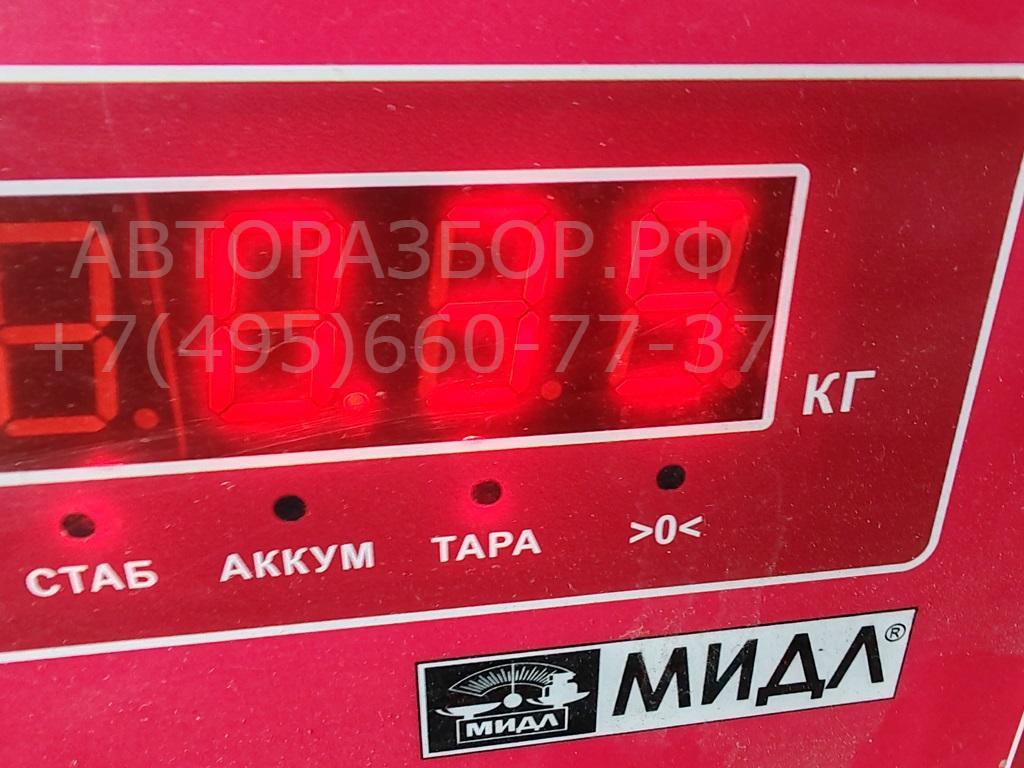 АВТОРАЗБОР.РФ
+7(495)660-77-37
КГ
СТАБ АККУМ ТАРА >0<
МИДЛ МИДЛ®